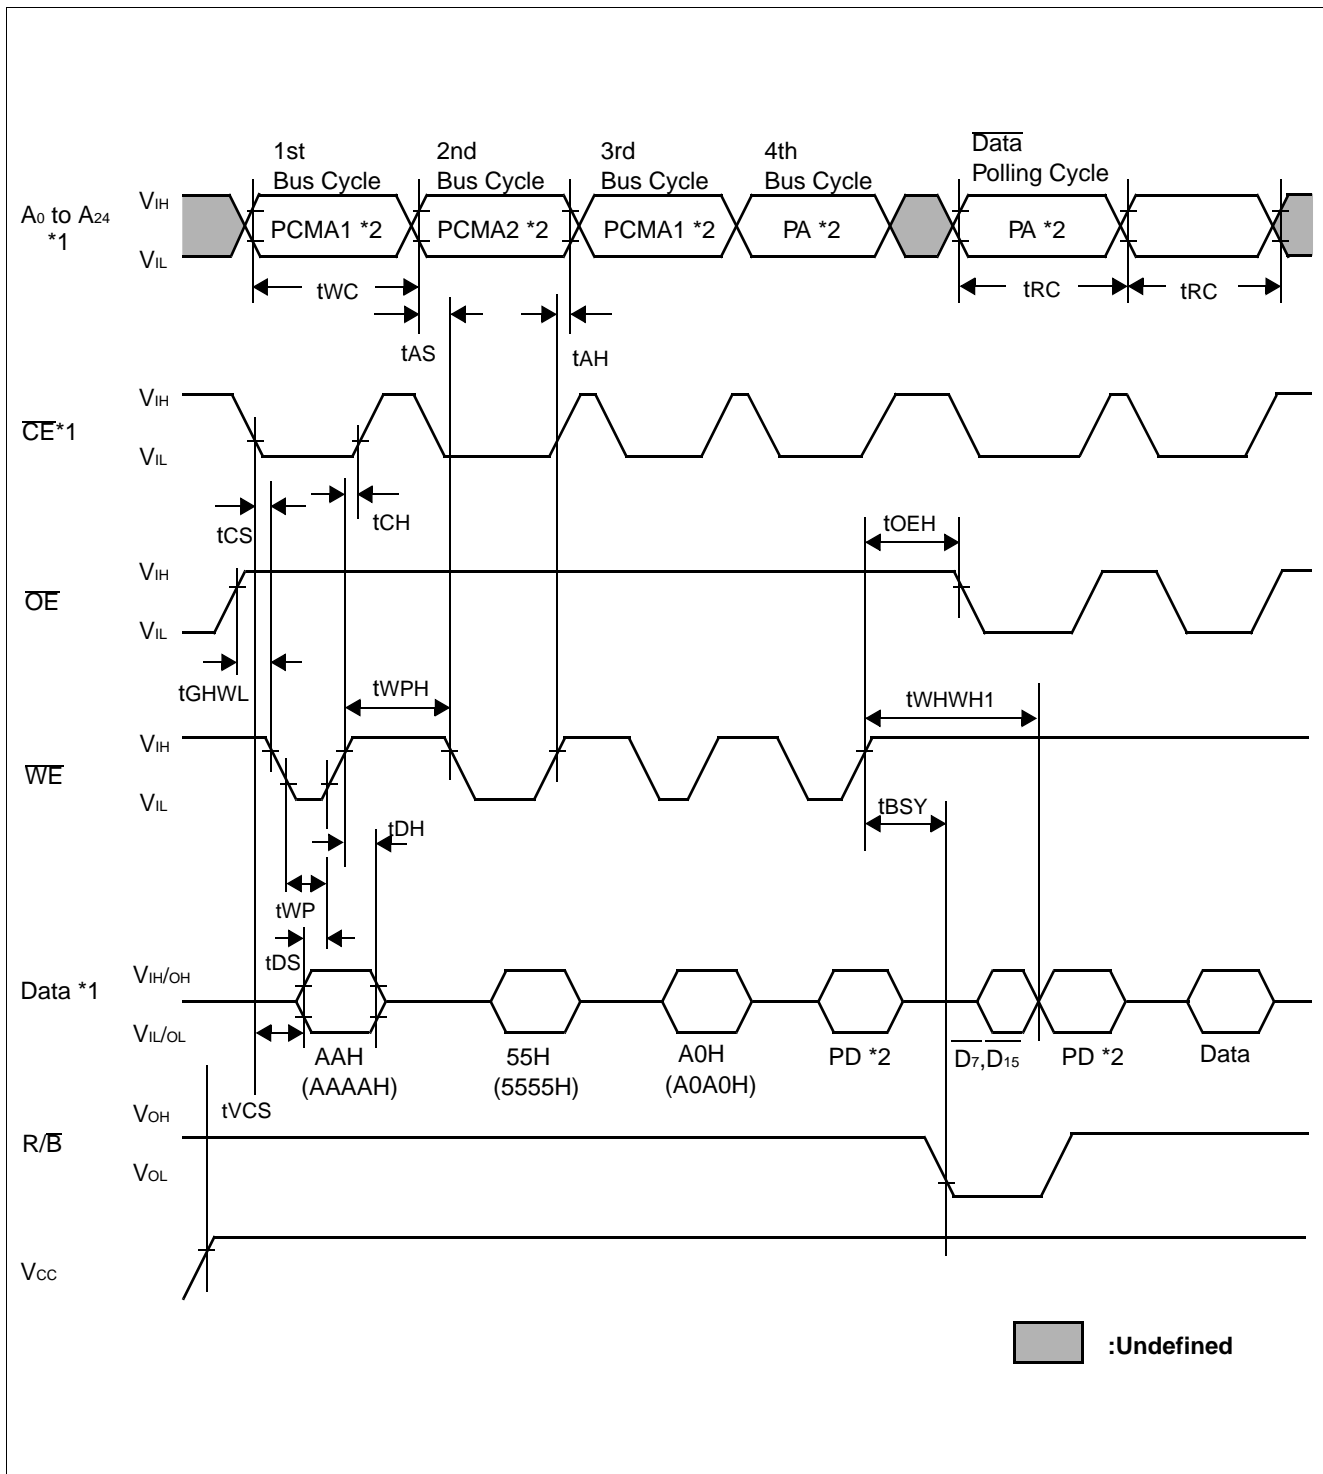 1st
Bus Cycle
2nd
Bus Cycle
3rd
Bus Cycle
4th
Bus Cycle
Data
Polling Cycle
A0 to A24
*1
VIH
VIL
PCMA1 *2
PCMA2 *2
PCMA1 *2
PA *2
PA *2
tWC
tRC
tRC
tAS
tAH
CE*1
VIH
VIL
tCS
tCH
tOEH
OE
VIH
VIL
tGHWL
tWPH
tWHWH1
WE
VIH
VIL
tBSY
tDH
tWP
tDS
Data *1
VIH/OH
VIL/OL
AAH
(AAAAH)
55H
(5555H)
A0H
(A0A0H)
PD *2
D7,D15
PD *2
Data
tVCS
R/B
VOH
VOL
VCC
:Undefined